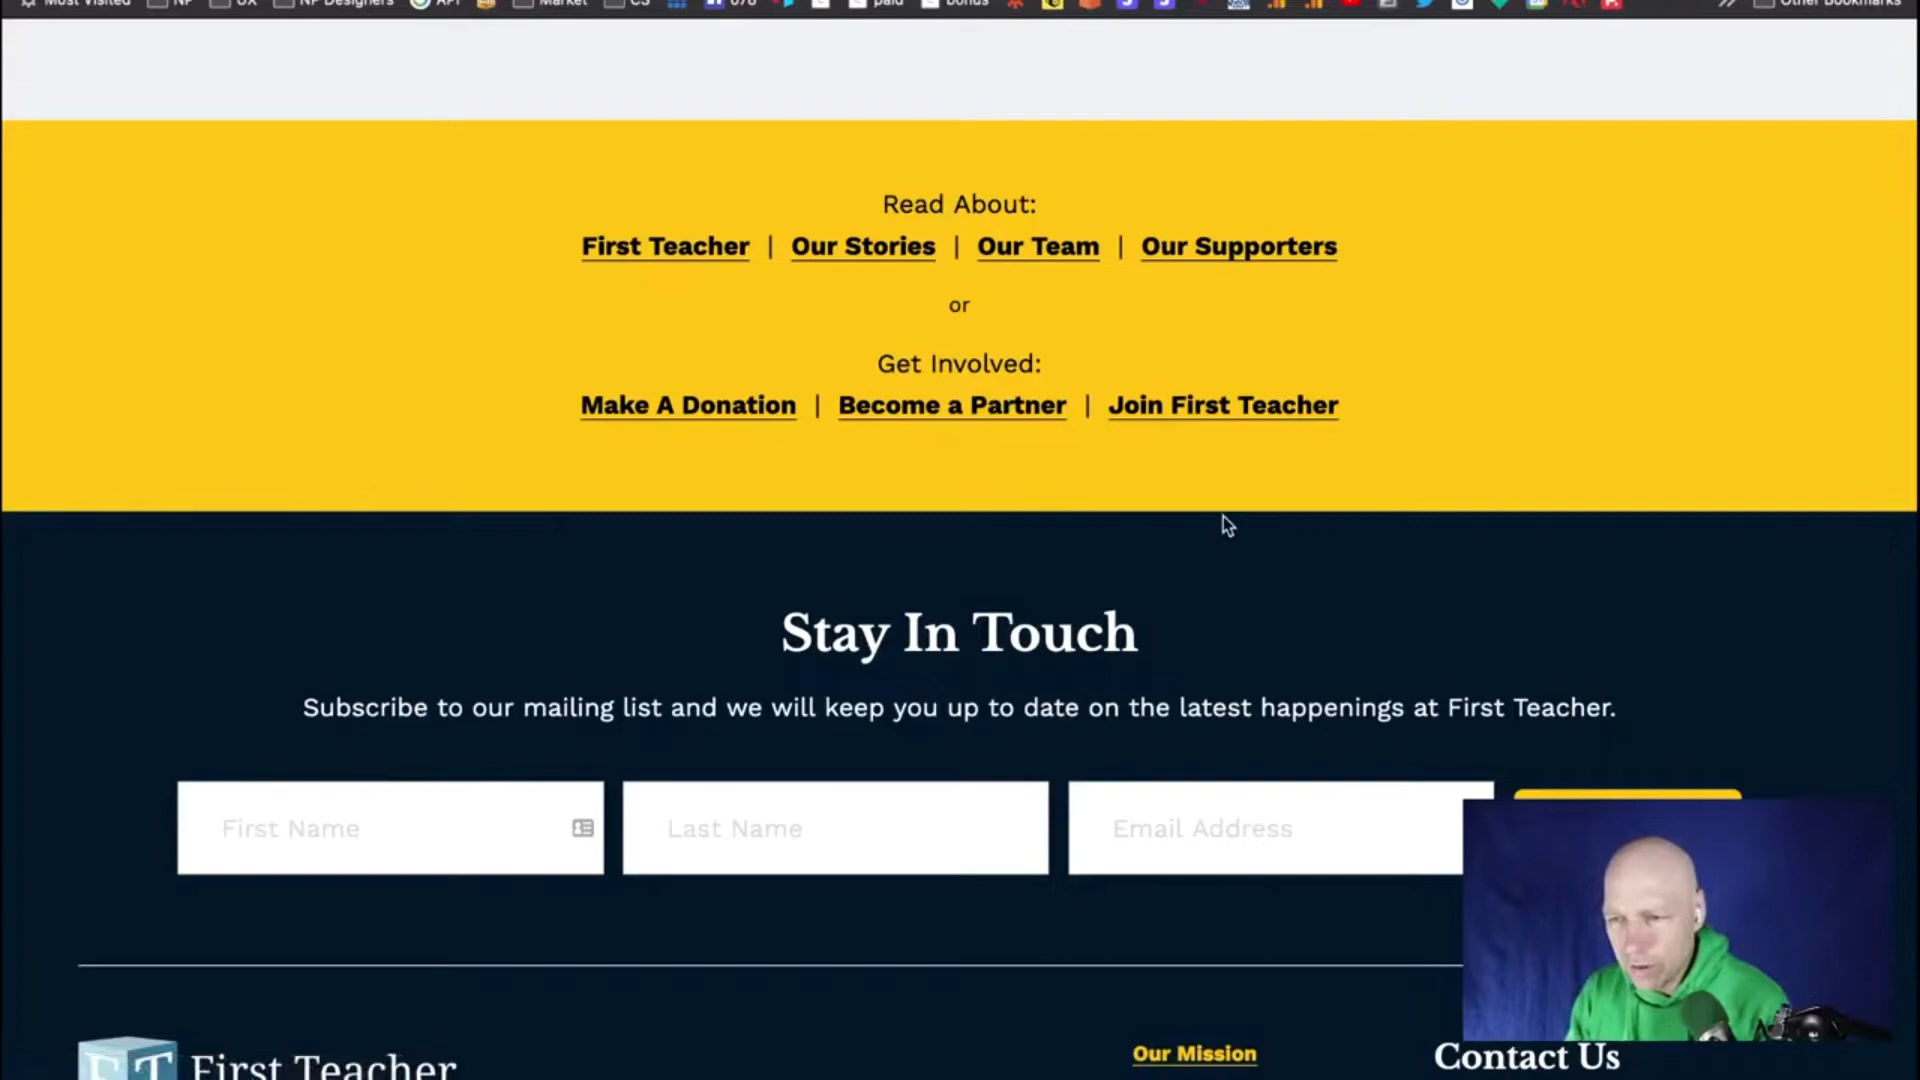 Most Visited NP UX NP Designers API Market CS 678 paid bonus Other Bookmarks
Read About:
First Teacher | Our Stories | Our Team | Our Supporters
or
Get Involved:
Make A Donation | Become a Partner | Join First Teacher
Stay In Touch
Subscribe to our mailing list and we will keep you up to date on the latest happenings at First Teacher.
First Name Last Name Email Address
FT First Teacher Our Mission Contact Us